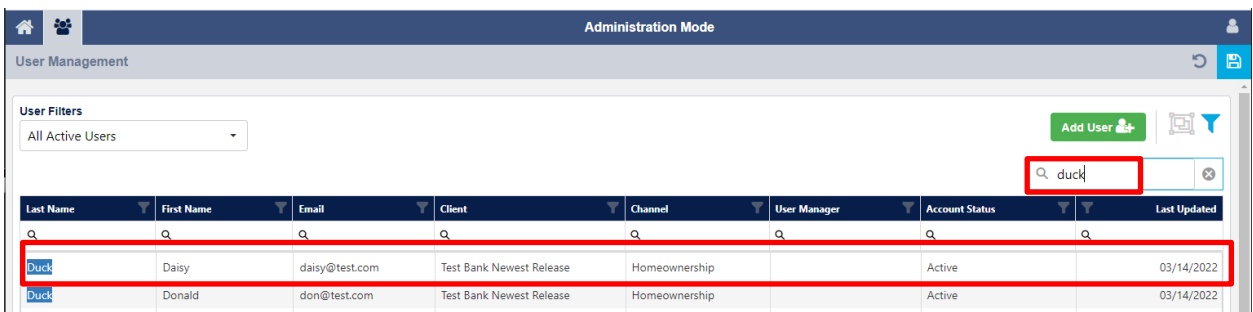 Administration Mode
User Management
User Filters
All Active Users
Add User
duck
Last Name First Name Email Client Channel User Manager Account Status Last Updated
Duck Daisy daisy@test.com Test Bank Newest Release Homeownership Active 03/14/2022
Duck Donald don@test.com Test Bank Newest Release Homeownership Active 03/14/2022